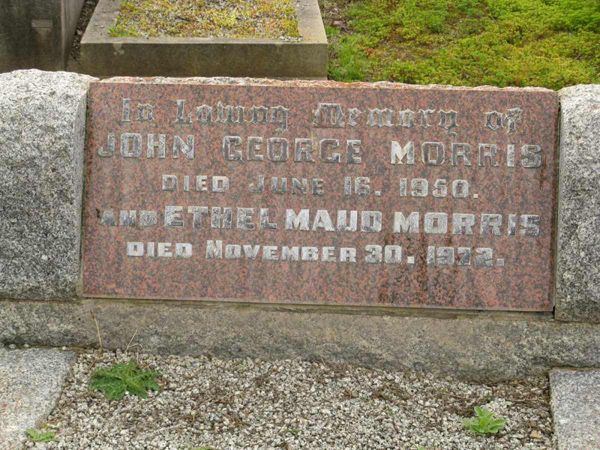 In Loving Memory of
JOHN GEORGE MORRIS
DIED JUNE 16. 1950.
AND ETHEL MAUD MORRIS
DIED NOVEMBER 30. 1972.